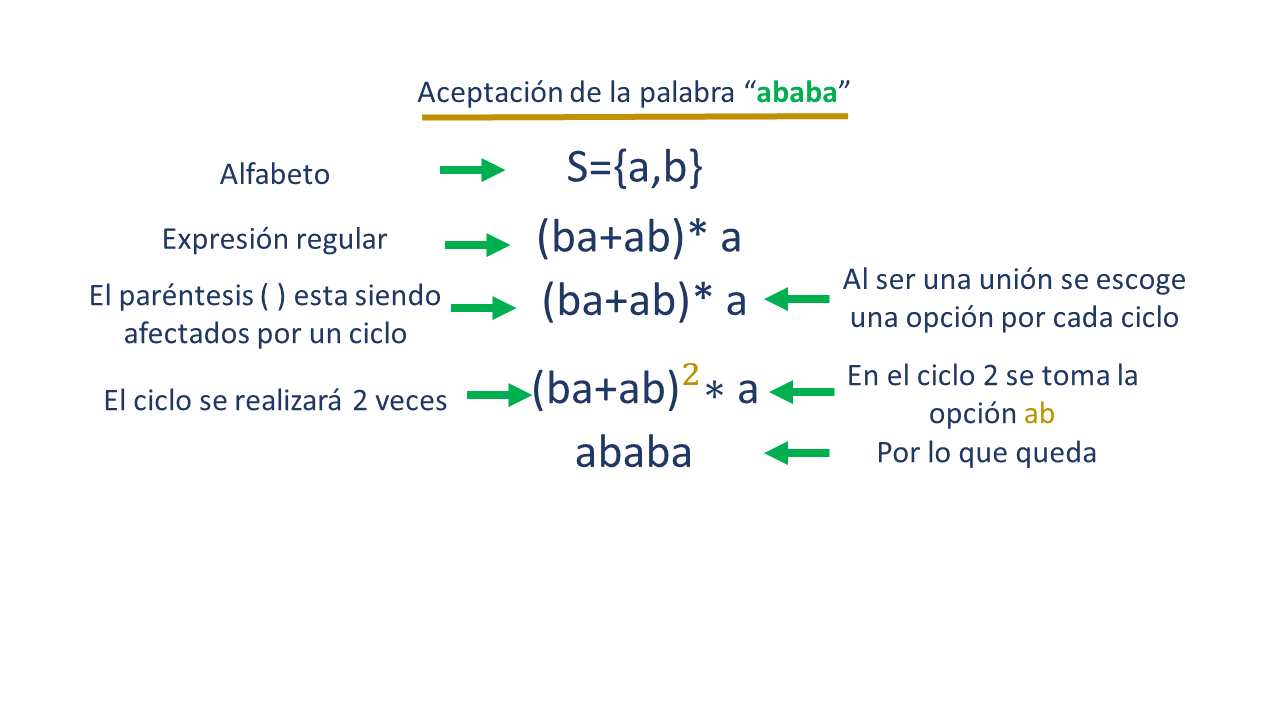 Aceptación de la palabra “ababa”
Alfabeto
S={a,b}
Expresión regular
(ba+ab)* a
El paréntesis ( ) esta siendo
afectados por un ciclo
(ba+ab)* a
Al ser una unión se escoge
una opción por cada ciclo
El ciclo se realizará 2 veces
(ba+ab)²∗ a
En el ciclo 2 se toma la
opción ab
ababa
Por lo que queda